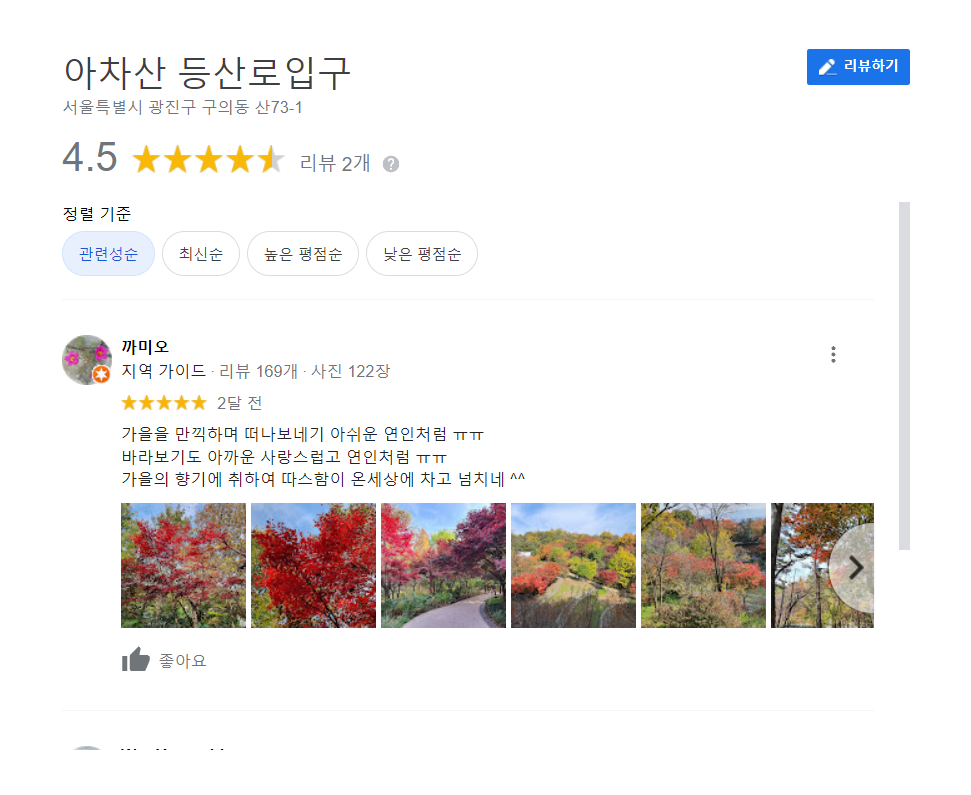 아차산 등산로입구
리뷰하기
서울특별시 광진구 구의동 산73-1
4.5 리뷰 2개 ?
정렬 기준
관련성순 최신순 높은 평점순 낮은 평점순
까미오
지역 가이드 · 리뷰 169개 · 사진 122장
2달 전
가을을 만끽하며 떠나보네기 아쉬운 연인처럼 ㅠㅠ
바라보기도 아까운 사랑스럽고 연인처럼 ㅠㅠ
가을의 향기에 취하여 따스함이 온세상에 차고 넘치네 ^^
좋아요